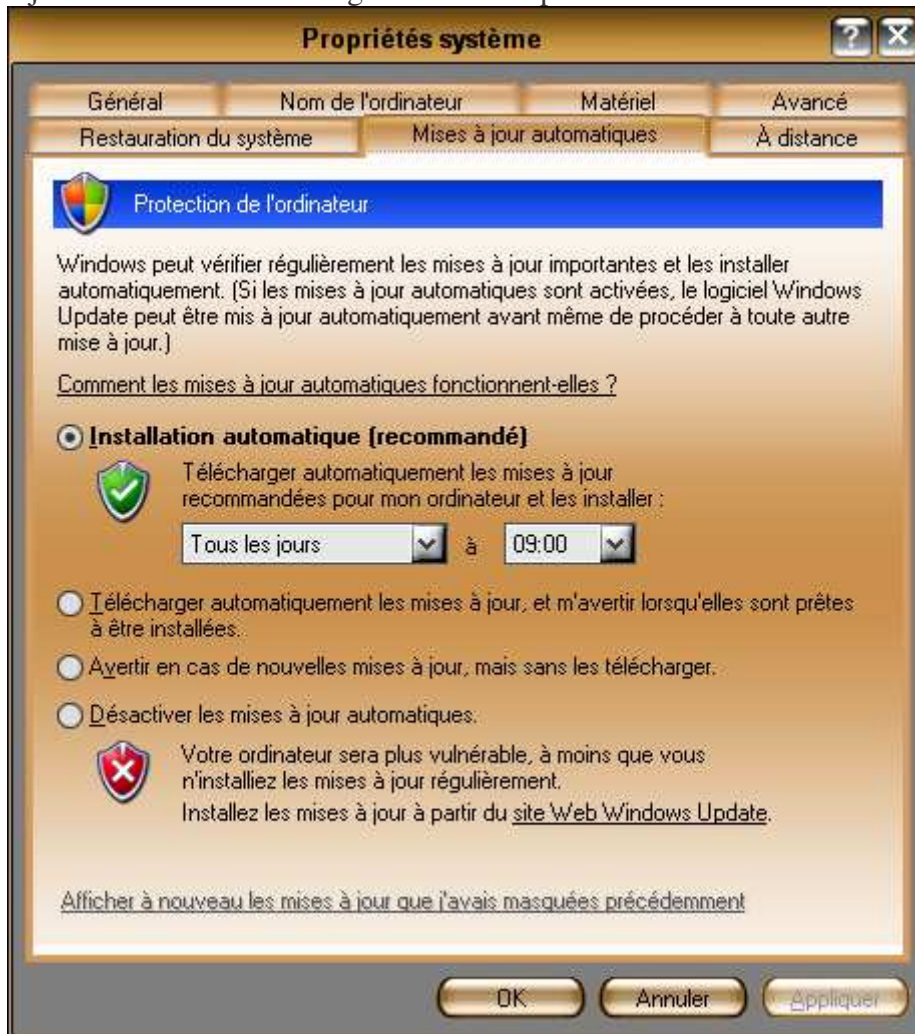 Propriétés système
Général Nom de l'ordinateur Matériel Avancé
Restauration du système Mises à jour automatiques À distance
Protection de l'ordinateur
Windows peut vérifier régulièrement les mises à jour importantes et les installer
automatiquement. (Si les mises à jour automatiques sont activées, le logiciel Windows
Update peut être mis à jour automatiquement avant même de procéder à toute autre
mise à jour.)
Comment les mises à jour automatiques fonctionnent-elles ?
Installation automatique (recommandé)
Télécharger automatiquement les mises à jour
recommandées pour mon ordinateur et les installer :
Tous les jours à 09:00
Télécharger automatiquement les mises à jour, et m'avertir lorsqu'elles sont prêtes
à être installées.
Avertir en cas de nouvelles mises à jour, mais sans les télécharger.
Désactiver les mises à jour automatiques.
Votre ordinateur sera plus vulnérable, à moins que vous
n'installiez les mises à jour régulièrement.
Installez les mises à jour à partir du site Web Windows Update.
Afficher à nouveau les mises à jour que j'avais masquées précédemment
OK Annuler Appliquer